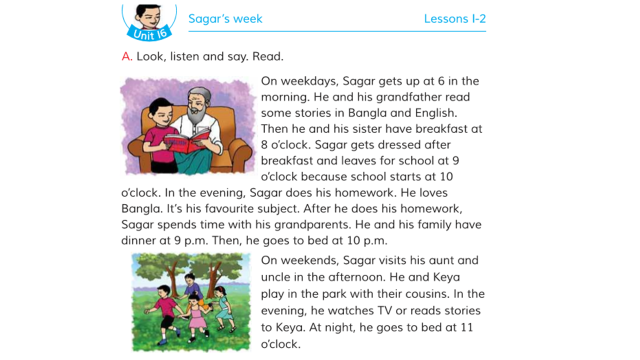 Unit 16
Sagar's week
Lessons 1-2
A. Look, listen and say. Read.
On weekdays, Sagar gets up at 6 in the
morning. He and his grandfather read
some stories in Bangla and English.
Then he and his sister have breakfast at
8 o'clock. Sagar gets dressed after
breakfast and leaves for school at 9
o'clock because school starts at 10
o'clock. In the evening, Sagar does his homework. He loves
Bangla. It's his favourite subject. After he does his homework,
Sagar spends time with his grandparents. He and his family have
dinner at 9 p.m. Then, he goes to bed at 10 p.m.
On weekends, Sagar visits his aunt and
uncle in the afternoon. He and Keya
play in the park with their cousins. In the
evening, he watches TV or reads stories
to Keya. At night, he goes to bed at 11
o'clock.